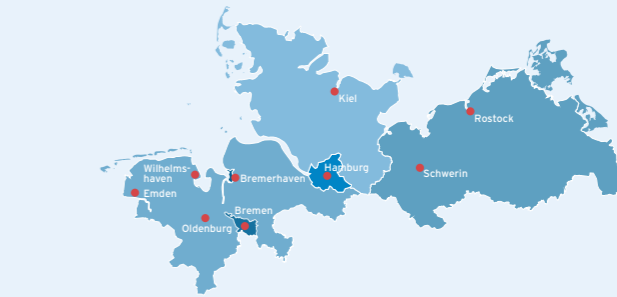 Kiel
Rostock
Wilhelms-
haven
Hamburg
Schwerin
Bremerhaven
Emden
Bremen
Oldenburg